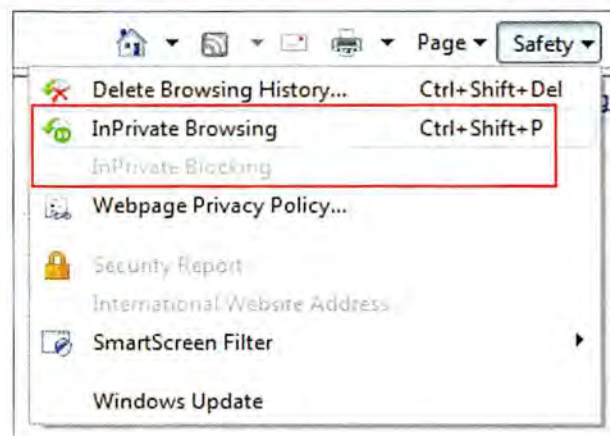 Page Safety
Delete Browsing History... Ctrl+Shift+Del
InPrivate Browsing Ctrl+Shift+P
InPrivate Blocking
Webpage Privacy Policy...
Security Report
International Website Address
SmartScreen Filter
Windows Update